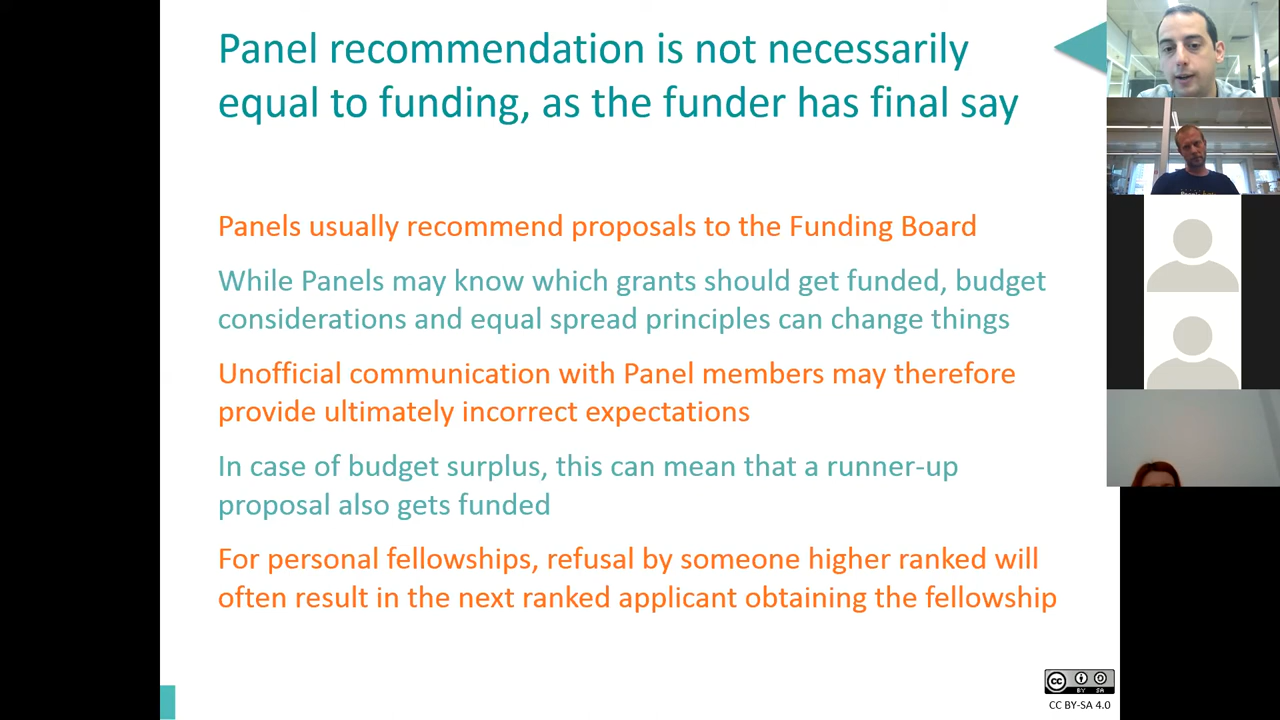 Panel recommendation is not necessarily
equal to funding, as the funder has final say
Panels usually recommend proposals to the Funding Board
While Panels may know which grants should get funded, budget
considerations and equal spread principles can change things
Unofficial communication with Panel members may therefore
provide ultimately incorrect expectations
In case of budget surplus, this can mean that a runner-up
proposal also gets funded
For personal fellowships, refusal by someone higher ranked will
often result in the next ranked applicant obtaining the fellowship
cc
BY SA
CC BY-SA 4.0